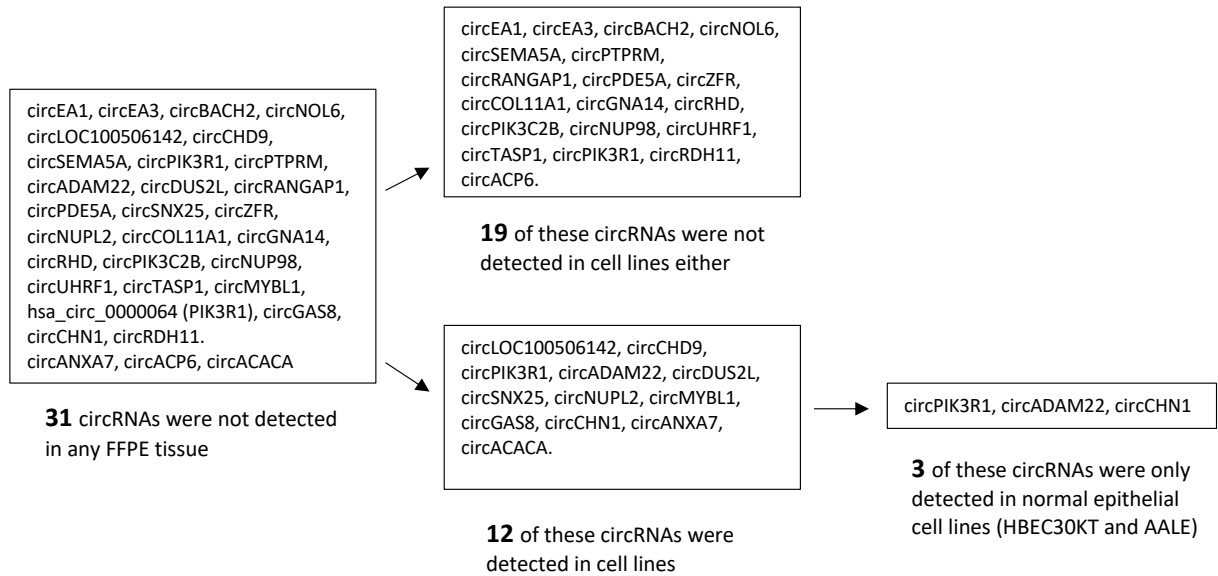 circEA1, circEA3, circBACH2, circNOL6,
circLOC100506142, circCHD9,
circSEMA5A, circPIK3R1, circPTPRM,
circADAM22, circDUS2L, circRANGAP1,
circPDE5A, circSNX25, circZFR,
circNUPL2, circCOL11A1, circGNA14,
circRHD, circPIK3C2B, circNUP98,
circUHRF1, circTASP1, circMYBL1,
hsa_circ_0000064 (PIK3R1), circGAS8,
circCHN1, circRDH11.
circANXA7, circACP6, circACACA
31 circRNAs were not detected
in any FFPE tissue
circEA1, circEA3, circBACH2, circNOL6,
circSEMA5A, circPTPRM,
circRANGAP1, circPDE5A, circZFR,
circCOL11A1, circGNA14, circRHD,
circPIK3C2B, circNUP98, circUHRF1,
circTASP1, circPIK3R1, circRDH11,
circACP6.
19 of these circRNAs were not
detected in cell lines either
circLOC100506142, circCHD9,
circPIK3R1, circADAM22, circDUS2L,
circSNX25, circNUPL2, circMYBL1,
circGAS8, circCHN1, circANXA7,
circACACA.
12 of these circRNAs were
detected in cell lines
circPIK3R1, circADAM22, circCHN1
3 of these circRNAs were only
detected in normal epithelial
cell lines (HBEC30KT and AALE)